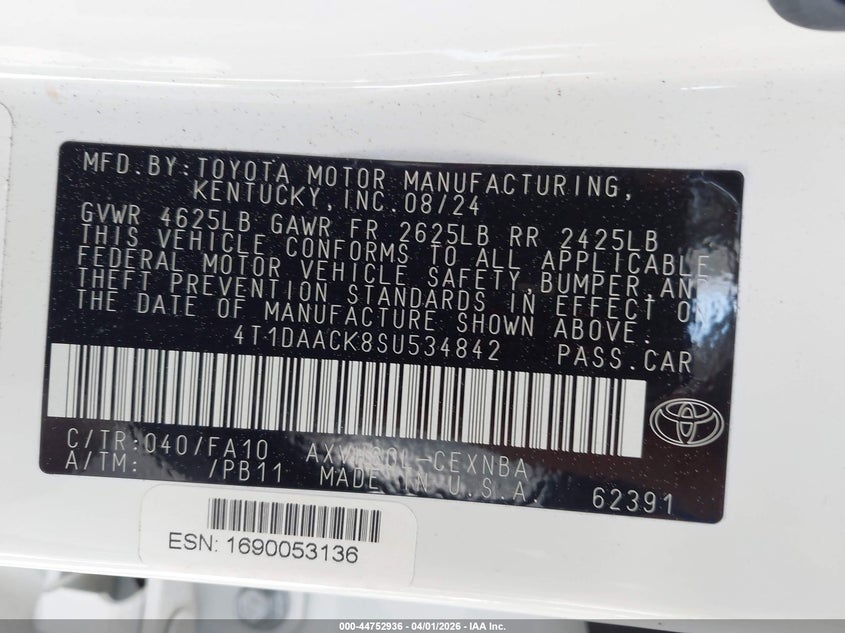 MFD.BY:TOYOTA MOTOR MANUFACTURING,
KENTUCKY,INC.08/24
GVWR 4625LB GAWR FR 2625LB RR 2425LB
THIS VEHICLE CONFORMS TO ALL APPLICABLE
FEDERAL MOTOR VEHICLE SAFETY,BUMPER,AND
THEFT PREVENTION STANDARDS IN EFFECT ON
THE DATE OF MANUFACTURE SHOWN ABOVE.
4T1DAACK8SU534842 PASS.CAR
C/TR:040/FA10 -CEXNBA
A/TM: /PB11 MADE IN U.S.A. 62391
ESN: 1690053136
000-44752936 - 04/01/2026 - IAA Inc.